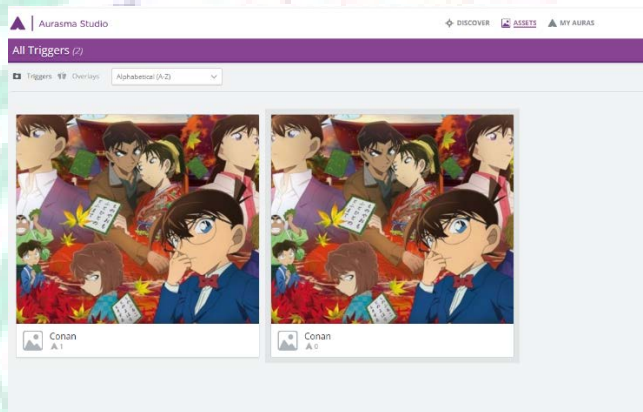 Aurasma Studio
DISCOVER ASSETS MY AURAS
All Triggers (2)
Triggers Overlays Alphabetical (A-Z)
Conan
1
Conan
0